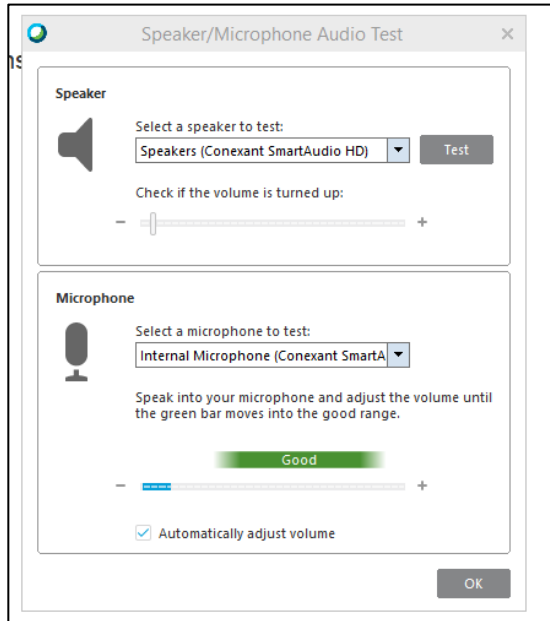 Speaker/Microphone Audio Test
ns
Speaker
Select a speaker to test:
Speakers (Conexant SmartAudio HD)
Test
Check if the volume is turned up:
− +
Microphone
Select a microphone to test:
Internal Microphone (Conexant SmartA
Speak into your microphone and adjust the volume until
the green bar moves into the good range.
Good
− +
Automatically adjust volume
OK